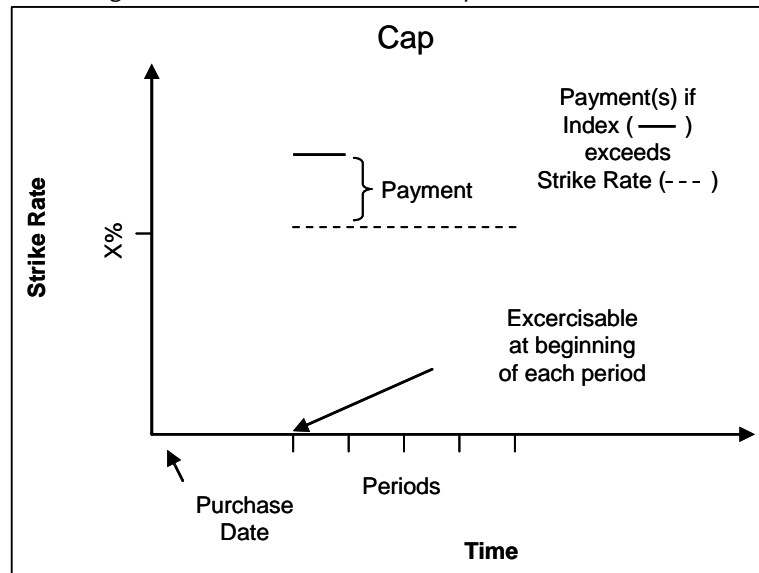 Cap
Payment(s) if
Index ( — )
exceeds
Strike Rate (--- )
Payment
X%
Strike Rate
Excercisable
at beginning
of each period
Periods
Purchase
Date
Time